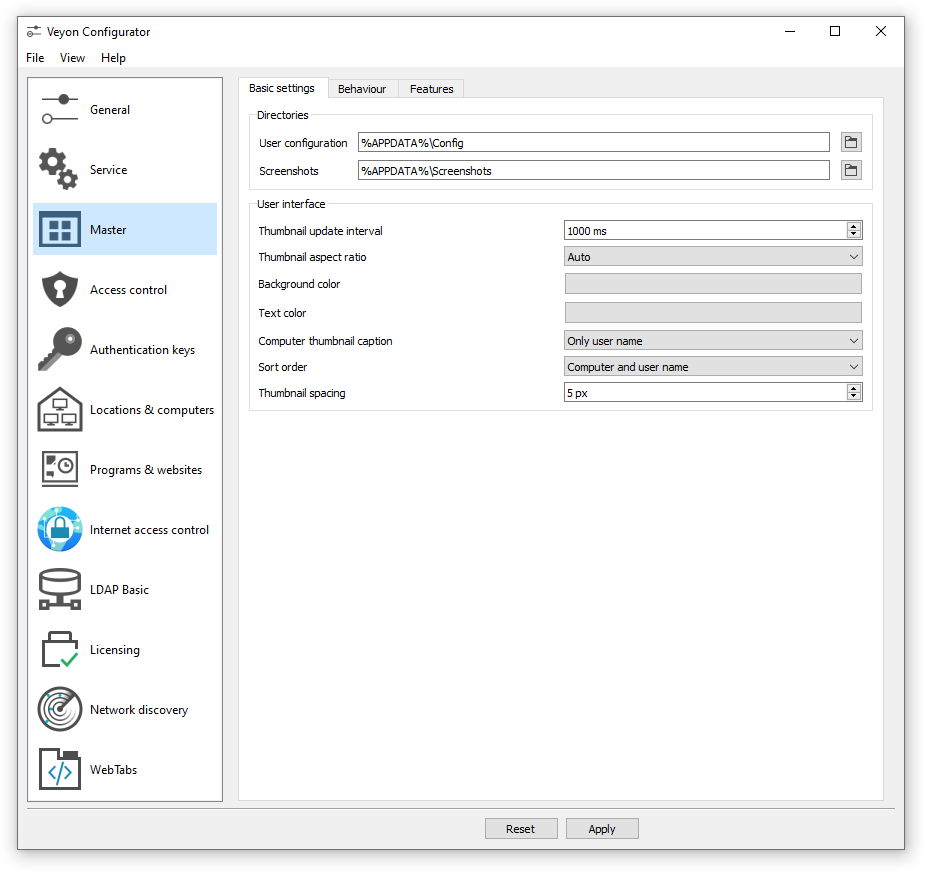 Veyon Configurator
File View Help
General
Service
Master
Access control
Authentication keys
Locations & computers
Programs & websites
Internet access control
LDAP Basic
Licensing
Network discovery
WebTabs
Basic settings Behaviour Features
Directories
User configuration %APPDATA%\Config
Screenshots %APPDATA%\Screenshots
User interface
Thumbnail update interval 1000 ms
Thumbnail aspect ratio Auto
Background color
Text color
Computer thumbnail caption Only user name
Sort order Computer and user name
Thumbnail spacing 5 px
Reset Apply